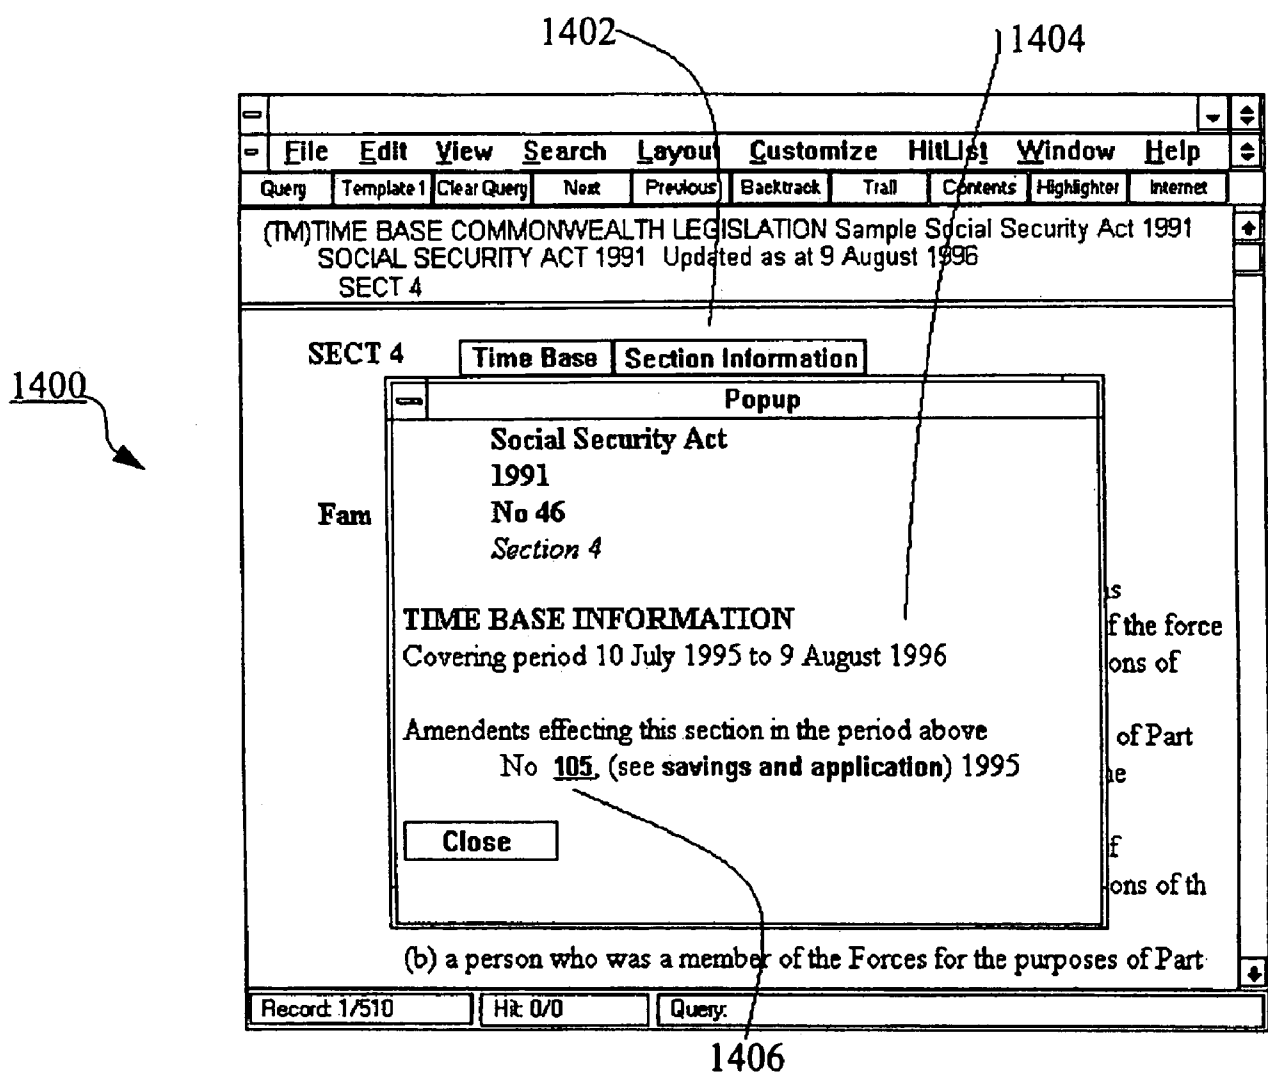 1402 1404
File Edit View Search Layout Customize HitList Window Help
Query Template 1 Clear Query Next Previous Backtrack Trail Contents Highlighter Internet
(TM)TIME BASE COMMONWEALTH LEGISLATION Sample Social Security Act 1991
SOCIAL SECURITY ACT 1991 Updated as at 9 August 1996
SECT 4
SECT 4 Time Base Section Information
1400
Popup
Social Security Act
1991
Fam No 46
Section 4
is
TIME BASE INFORMATION f the force
Covering period 10 July 1995 to 9 August 1996 ons of
Amendents effecting this section in the period above of Part
No 105, (see savings and application) 1995 ne
Close f
ons of th
(b) a person who was a member of the Forces for the purposes of Part
Record: 1/510 Hit: 0/0 Query:
1406